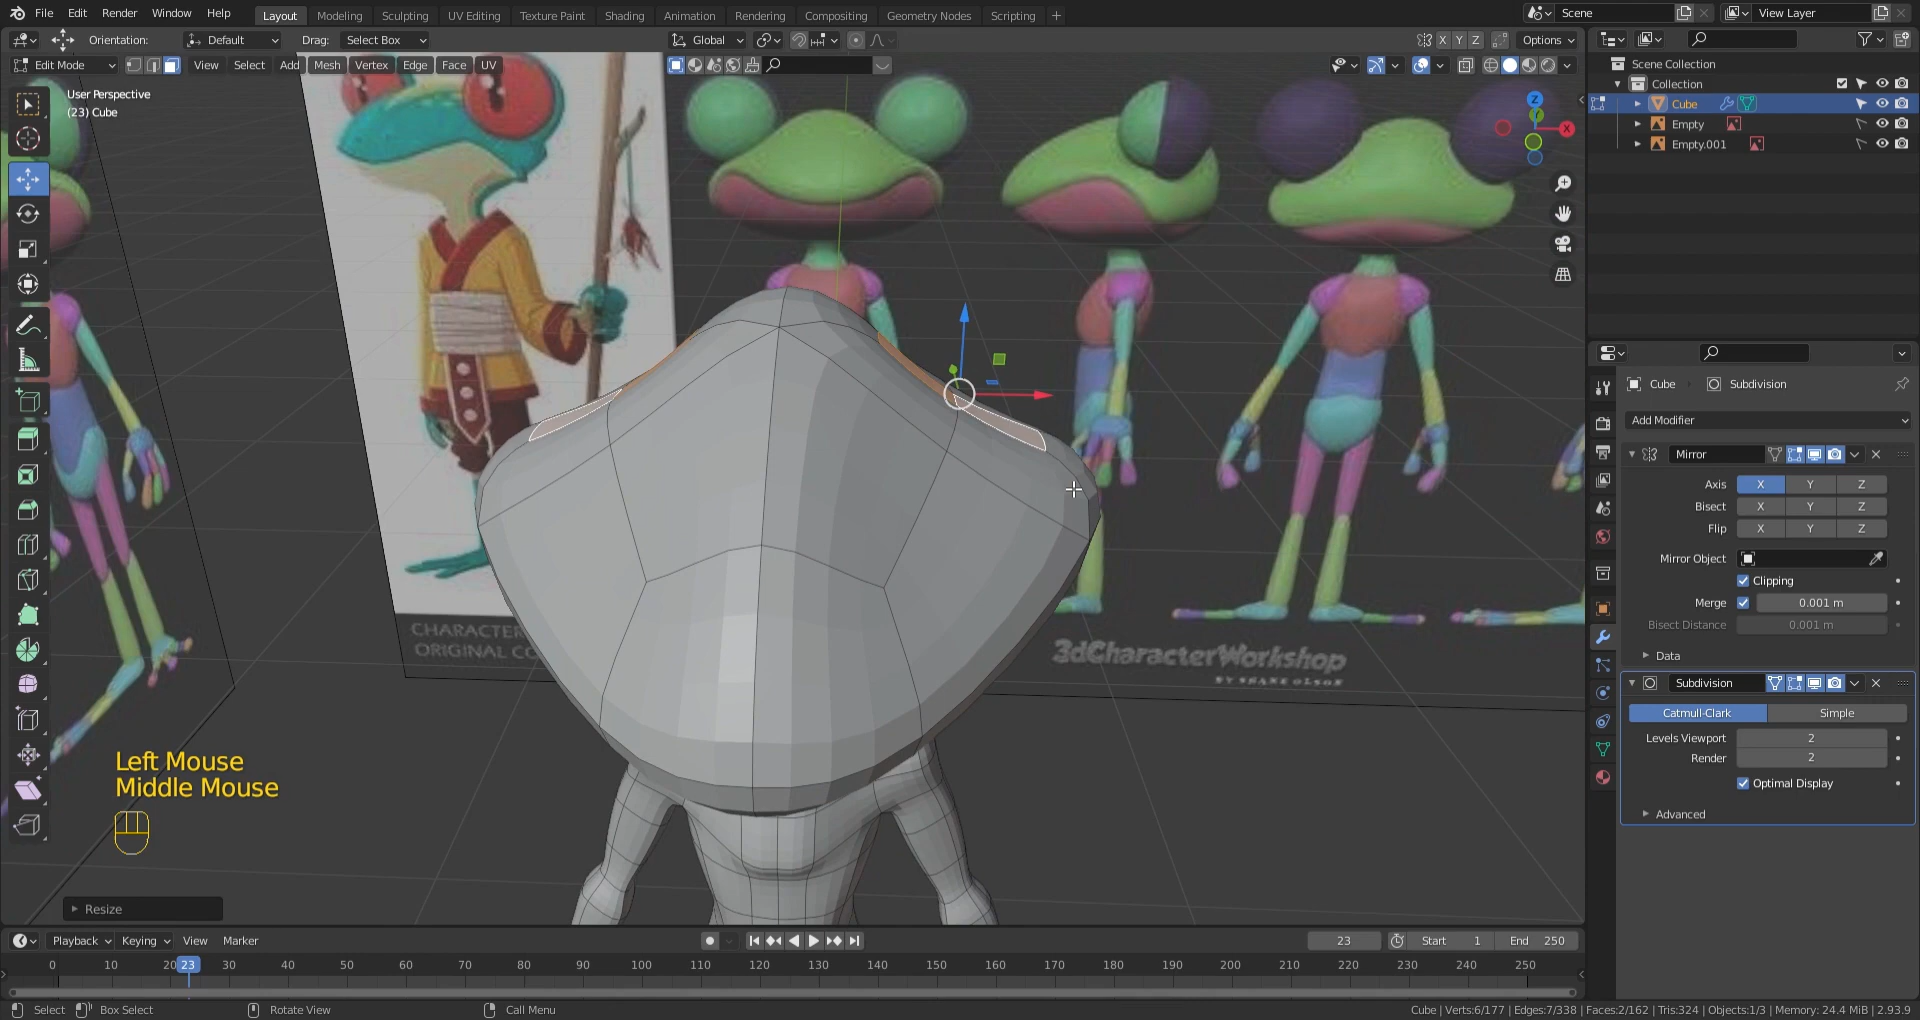 File Edit Render Window Help
Layout Modeling Sculpting UV Editing Texture Paint Shading Animation Rendering Compositing Geometry Nodes Scripting +
Scene
View Layer
Orientation: Default Drag: Select Box
Global
X Y Z
Options
Edit Mode
View Select Add Mesh Vertex Edge Face UV
User Perspective
(23) Cube
Z
X
Scene Collection
Collection
Cube
Empty
Empty.001
Cube Subdivision
Add Modifier
Mirror
Axis X Y Z
Bisect X Y Z
Flip X Y Z
Mirror Object
Clipping
Merge 0.001 m
Bisect Distance 0.001 m
Data
Subdivision
Catmull-Clark Simple
Levels Viewport 2
Render 2
Optimal Display
Advanced
CHARACTER
ORIGINAL CO
3dCharacterWorkshop
BY SHANE OLSON
Left Mouse
Middle Mouse
Resize
Playback Keying View Marker
23
Start 1
End 250
0 10 20 23 30 40 50 60 70 80 90 100 110 120 130 140 150 160 170 180 190 200 210 220 230 240 250
Select Box Select Rotate View Call Menu
Cube | Verts:6/177 | Edges:7/338 | Faces:2/162 | Tris:324 | Objects:1/3 | Memory: 24.4 MiB | 2.93.9